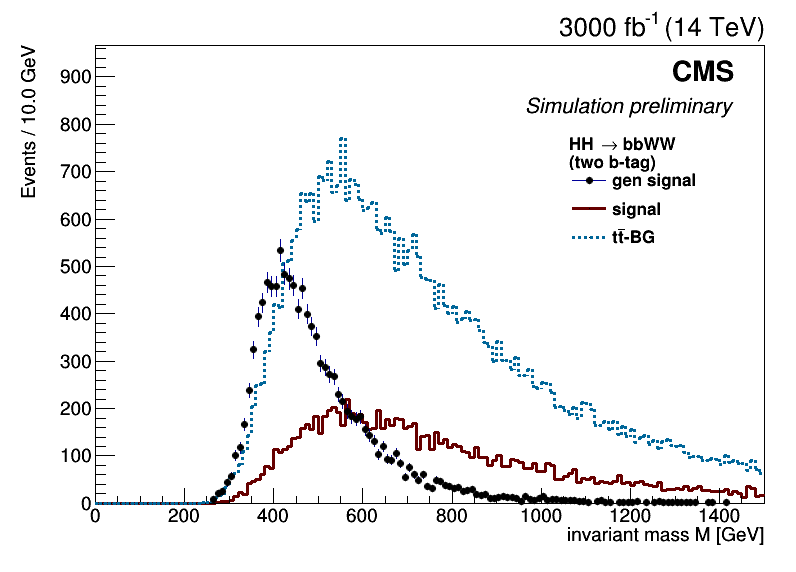 3000 fb-1 (14 TeV)
CMS
Simulation preliminary
HH → bbWW
(two b-tag)
gen signal
signal
tt̄-BG
Events / 10.0 GeV
900
800
700
600
500
400
300
200
100
0
0 200 400 600 800 1000 1200 1400
invariant mass M [GeV]